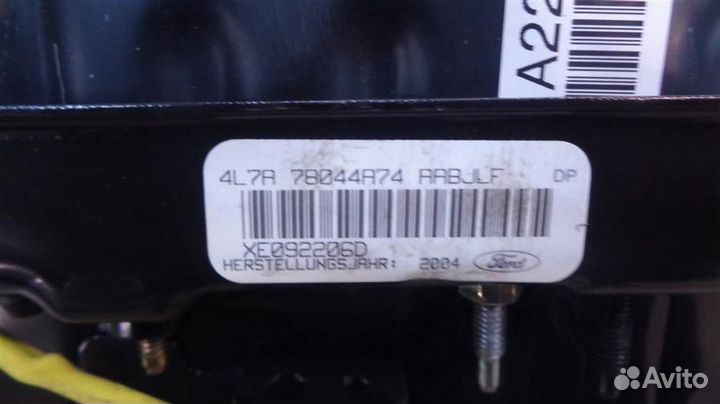 A22
4L7A 78044A74 AABJLF DP
XE092206D
HERSTELLUNGSJAHR: 2004 Ford
Avito